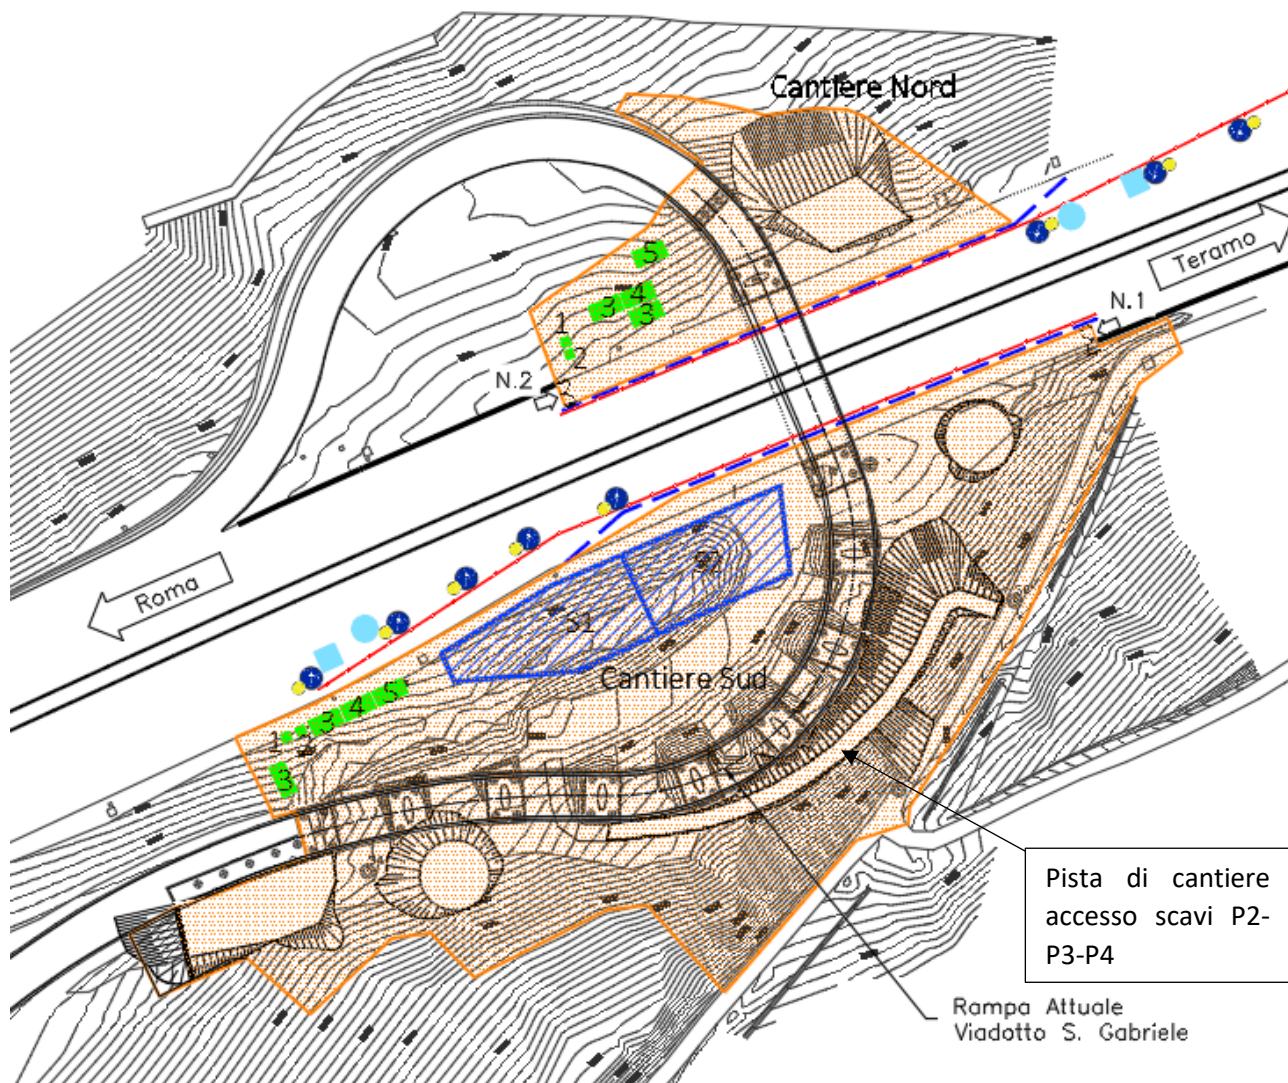 Cantiere Nord
Teramo
N.1
5
4
3
3
1
2
N.2
Roma
S2
S1
Cantiere Sud
5
4
3
1
3
Pista di cantiere
accesso scavi P2-
P3-P4
Rampa Attuale
Viadotto S. Gabriele